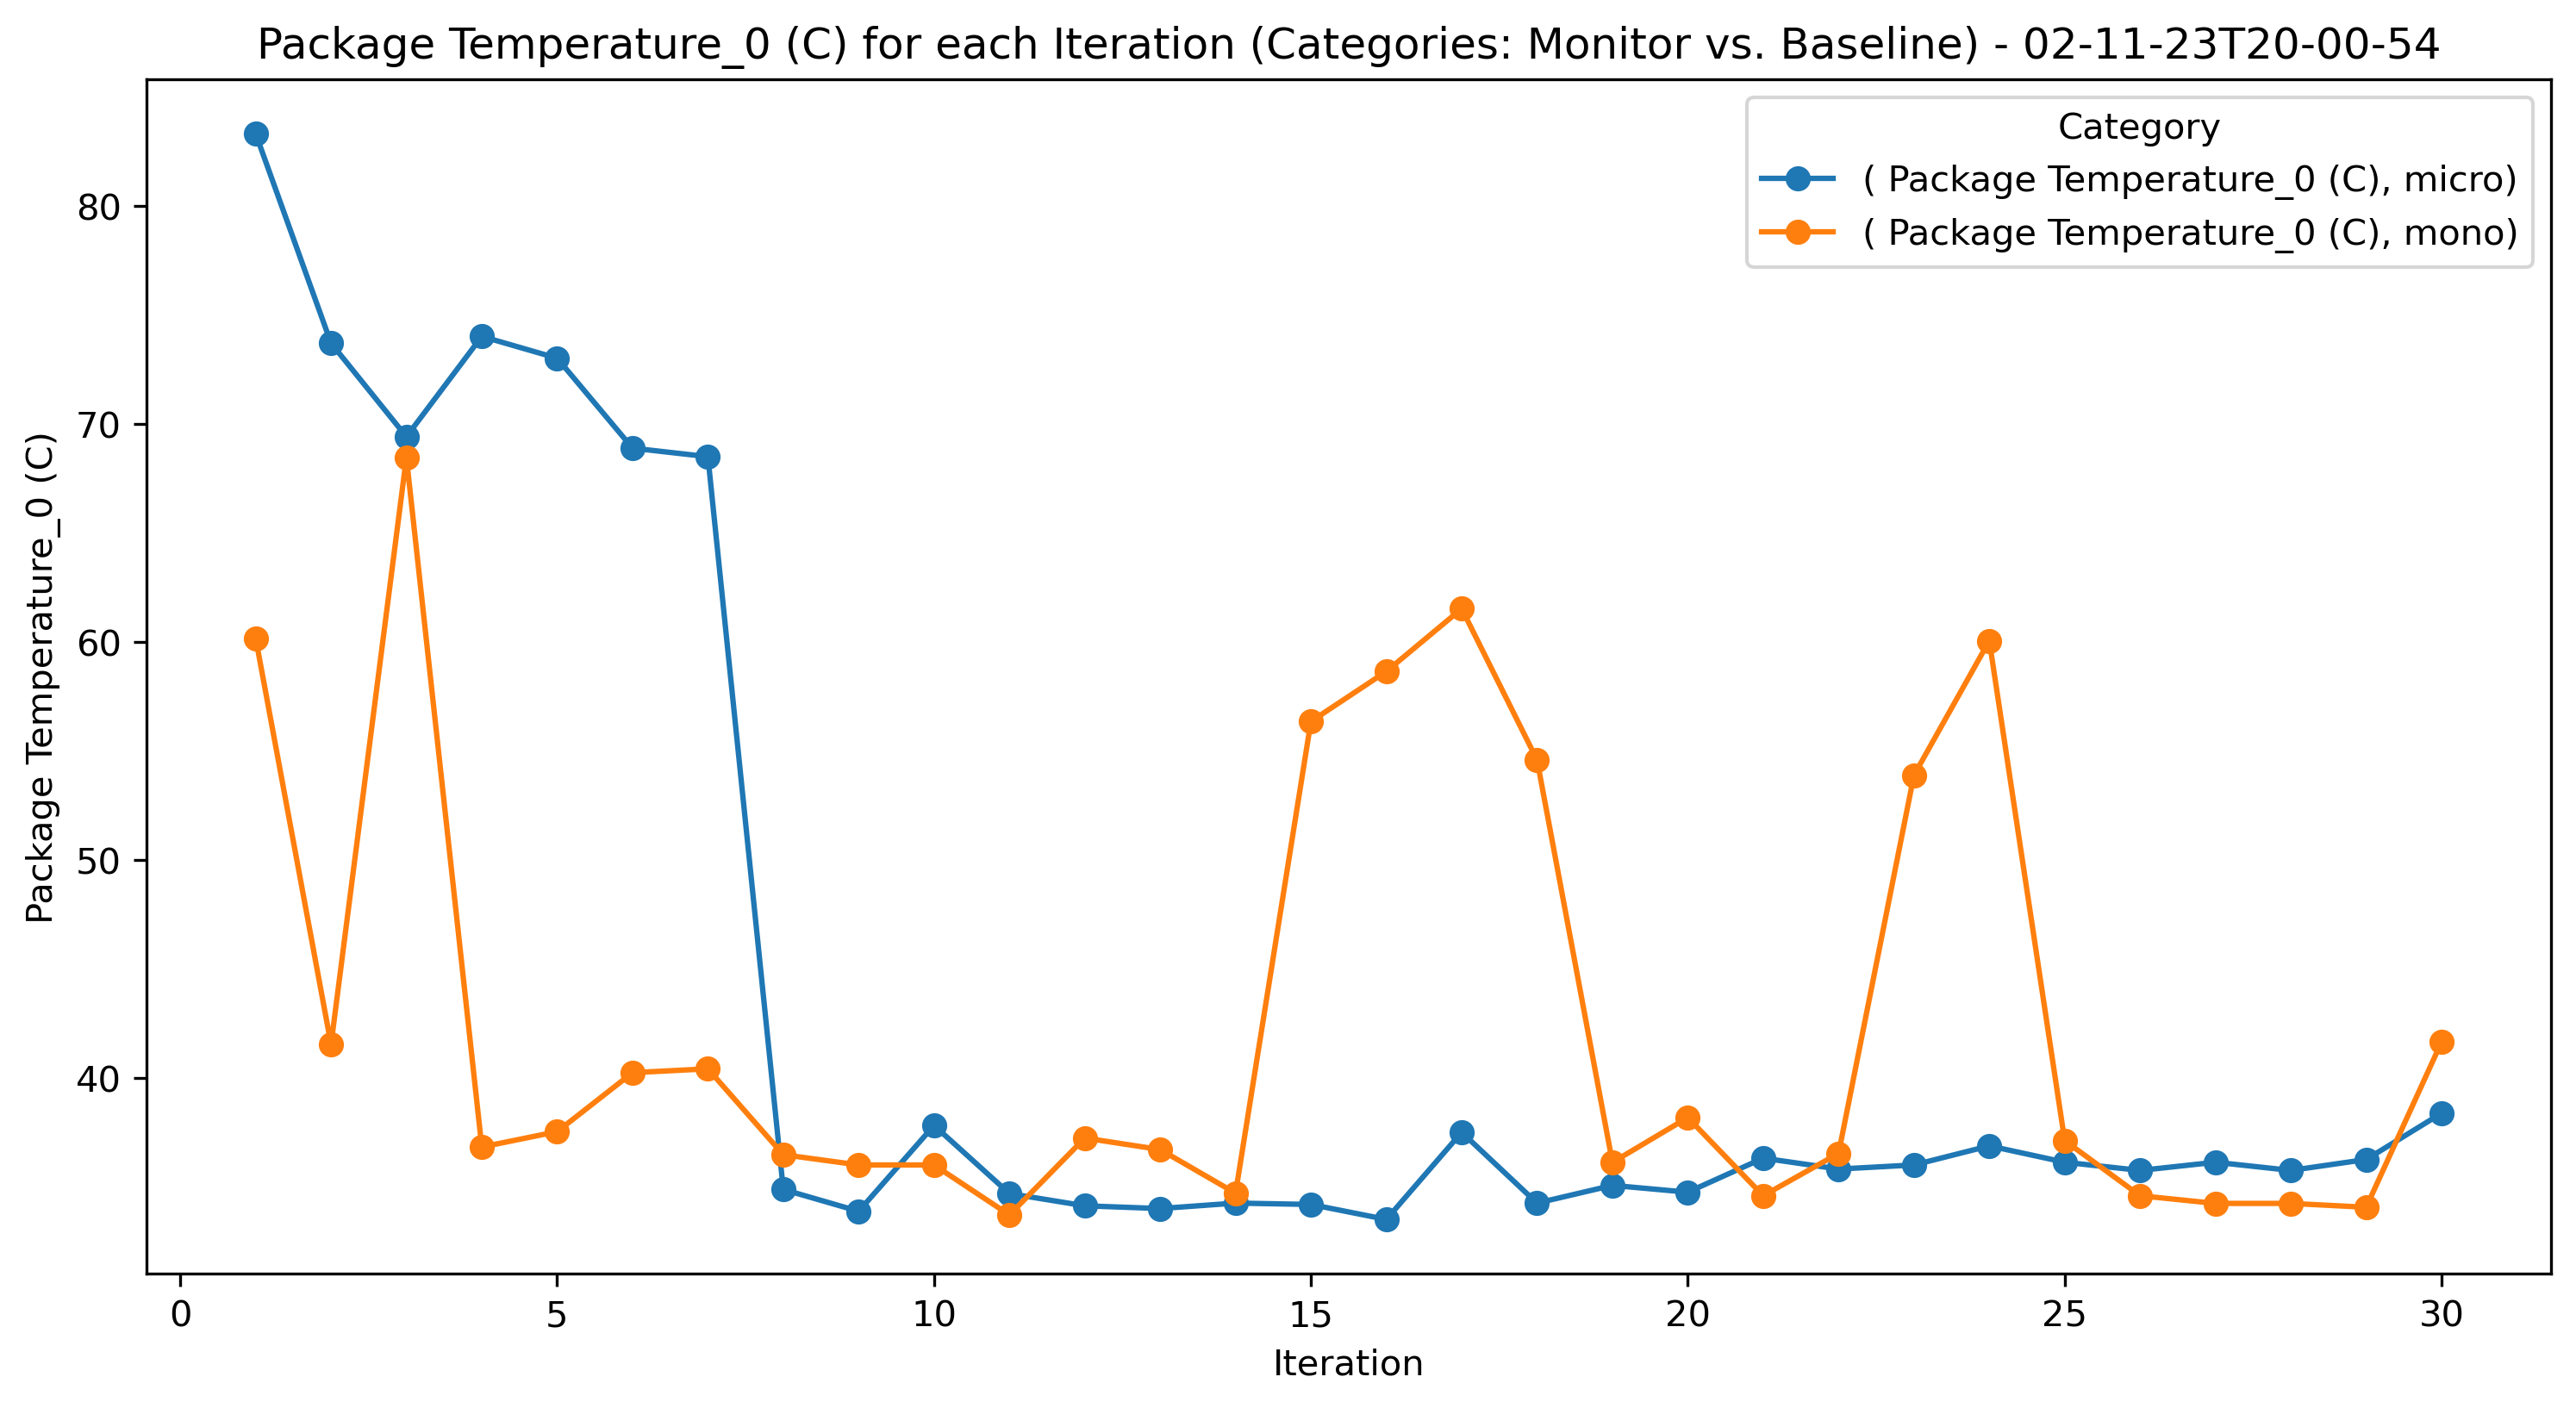 Package Temperature_0 (C) for each Iteration (Categories: Monitor vs. Baseline) - 02-11-23T20-00-54
Category
( Package Temperature_0 (C), micro)
( Package Temperature_0 (C), mono)
Package Temperature_0 (C)
80
70
60
50
40
0 5 10 15 20 25 30
Iteration